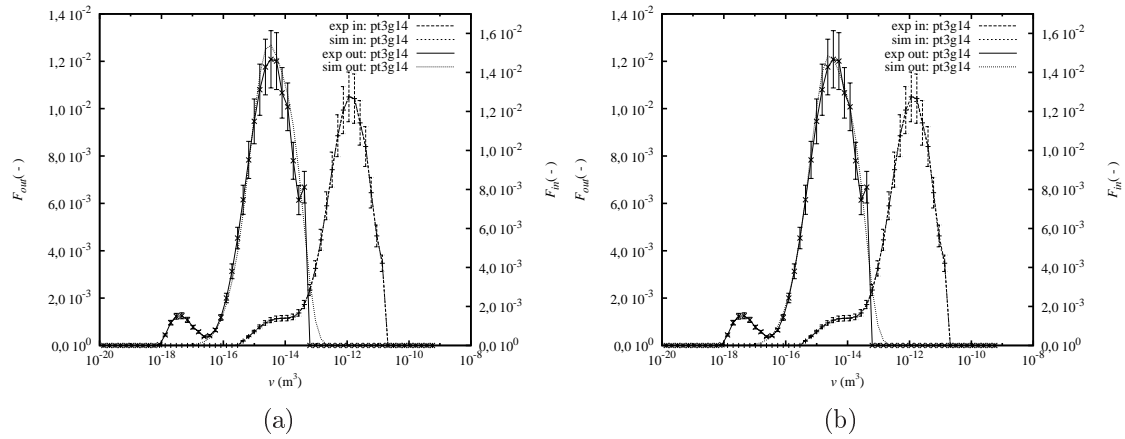 1,4 10-2
1,2 10-2
1,0 10-2
8,0 10-3
6,0 10-3
4,0 10-3
2,0 10-3
0,0 100
Fout(-)
1,6 10-2
1,4 10-2
1,2 10-2
1,0 10-2
8,0 10-3
6,0 10-3
4,0 10-3
2,0 10-3
0,0 100
Fin(-)
exp in: pt3g14
sim in: pt3g14
exp out: pt3g14
sim out: pt3g14
10-20 10-18 10-16 10-14 10-12 10-10 10-8
v (m3)
(a)
1,4 10-2
1,2 10-2
1,0 10-2
8,0 10-3
6,0 10-3
4,0 10-3
2,0 10-3
0,0 100
Fout(-)
1,6 10-2
1,4 10-2
1,2 10-2
1,0 10-2
8,0 10-3
6,0 10-3
4,0 10-3
2,0 10-3
0,0 100
Fin(-)
exp in: pt3g14
sim in: pt3g14
exp out: pt3g14
sim out: pt3g14
10-20 10-18 10-16 10-14 10-12 10-10 10-8
v (m3)
(b)